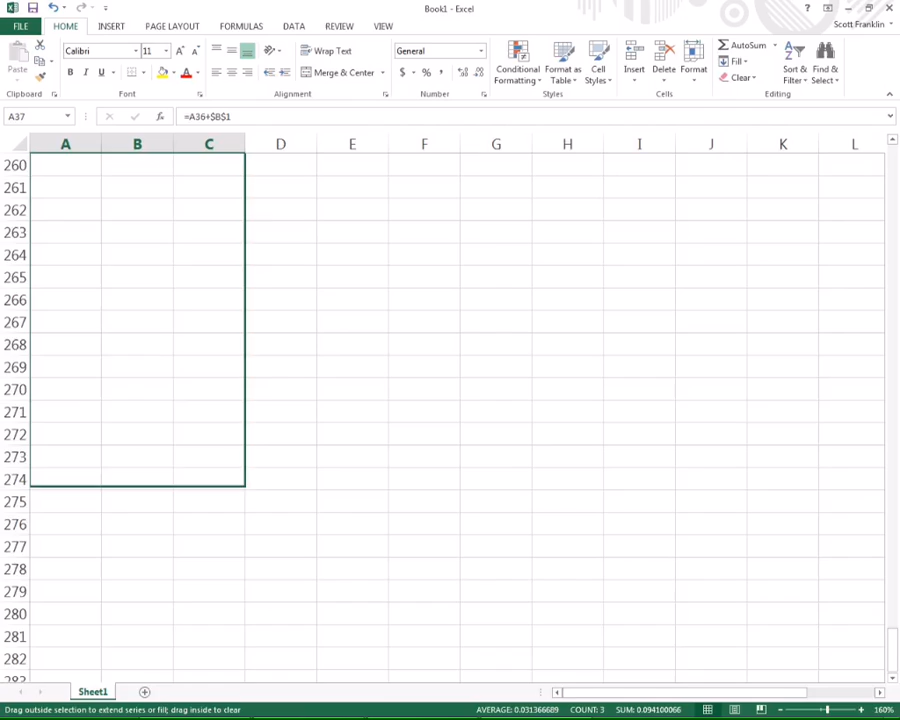 Book1 - Excel
FILE HOME INSERT PAGE LAYOUT FORMULAS DATA REVIEW VIEW Scott Franklin
Paste
Calibri 11
B I U
Wrap Text
Merge & Center
General
$ % ,
Conditional Formatting
Format as Table
Cell Styles
Insert Delete Format
AutoSum
Fill
Clear
Sort & Filter
Find & Select
Clipboard Font Alignment Number Styles Cells Editing
A37 fx =A36+$B$1
A B C D E F G H I J K L
260
261
262
263
264
265
266
267
268
269
270
271
272
273
274
275
276
277
278
279
280
281
282
283
Sheet1
Drag outside selection to extend series or fill; drag inside to clear AVERAGE: 0.031366689 COUNT: 3 SUM: 0.094100066 160%